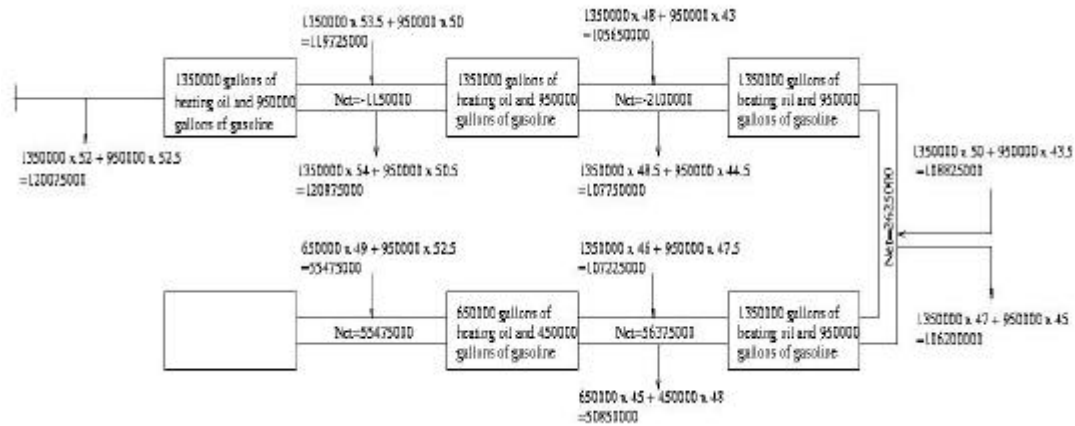 1350000 x 53.5 + 950000 x 50
=119725000
1350000 x 48 + 950000 x 43
=105650000
1350000 gallons of
heating oil and 950000
gallons of gasoline
Net=-1150000
1350000 gallons of
heating oil and 950000
gallons of gasoline
Net=-2100000
1350000 gallons of
heating oil and 950000
gallons of gasoline
1350000 x 52 + 950000 x 52.5
=120075000
1350000 x 54 + 950000 x 50.5
=120875000
1350000 x 48.5 + 950000 x 44.5
=107750000
1350000 x 50 + 950000 x 43.5
=108825000
Net=2625000
650000 x 49 + 950000 x 52.5
=55475000
1350000 x 46 + 950000 x 47.5
=107225000
Net=55475000
650000 gallons of
heating oil and 450000
gallons of gasoline
Net=56375000
1350000 gallons of
heating oil and 950000
gallons of gasoline
1350000 x 47 + 950000 x 45
=106200000
650000 x 45 + 450000 x 48
=50850000